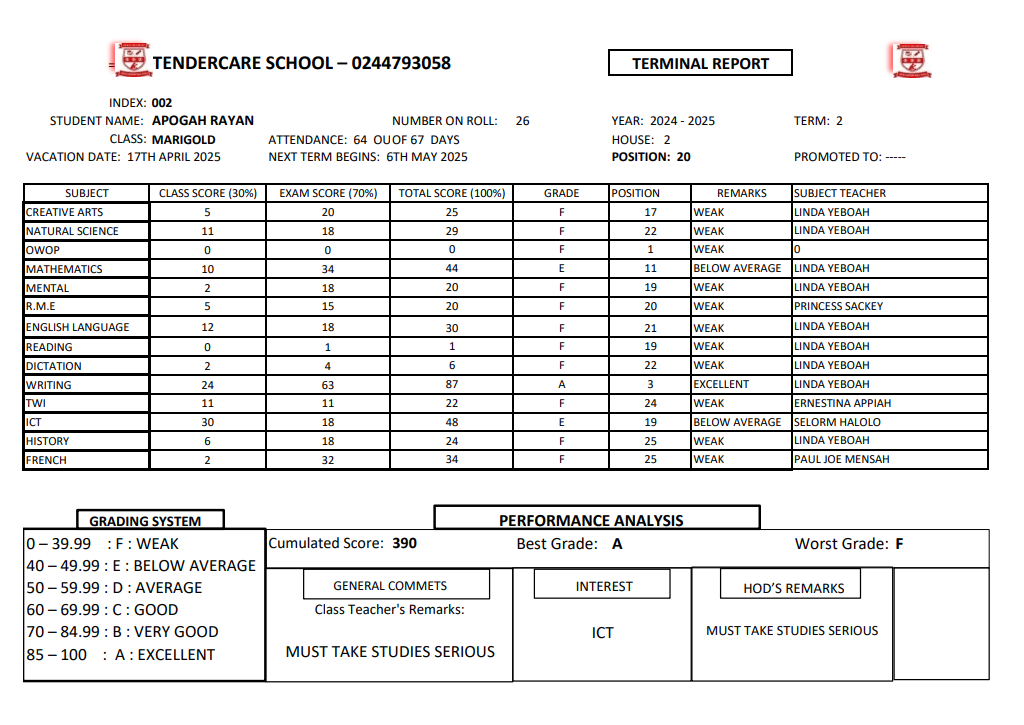 TENDERCARE SCHOOL – 0244793058
TERMINAL REPORT
INDEX: 002
STUDENT NAME: APOGAH RAYAN NUMBER ON ROLL: 26 YEAR: 2024 - 2025 TERM: 2
CLASS: MARIGOLD ATTENDANCE: 64 OU OF 67 DAYS HOUSE: 2
VACATION DATE: 17TH APRIL 2025 NEXT TERM BEGINS: 6TH MAY 2025 POSITION: 20 PROMOTED TO: -----
SUBJECT CLASS SCORE (30%) EXAM SCORE (70%) TOTAL SCORE (100%) GRADE POSITION REMARKS SUBJECT TEACHER
CREATIVE ARTS 5 20 25 F 17 WEAK LINDA YEBOAH
NATURAL SCIENCE 11 18 29 F 22 WEAK LINDA YEBOAH
OWOP 0 0 0 F 1 WEAK 0
MATHEMATICS 10 34 44 E 11 BELOW AVERAGE LINDA YEBOAH
MENTAL 2 18 20 F 19 WEAK LINDA YEBOAH
R.M.E 5 15 20 F 20 WEAK PRINCESS SACKEY
ENGLISH LANGUAGE 12 18 30 F 21 WEAK LINDA YEBOAH
READING 0 1 1 F 19 WEAK LINDA YEBOAH
DICTATION 2 4 6 F 22 WEAK LINDA YEBOAH
WRITING 24 63 87 A 3 EXCELLENT LINDA YEBOAH
TWI 11 11 22 F 24 WEAK ERNESTINA APPIAH
ICT 30 18 48 E 19 BELOW AVERAGE SELORM HALOLO
HISTORY 6 18 24 F 25 WEAK LINDA YEBOAH
FRENCH 2 32 34 F 25 WEAK PAUL JOE MENSAH
GRADING SYSTEM
0 – 39.99 : F : WEAK
40 – 49.99 : E : BELOW AVERAGE
50 – 59.99 : D : AVERAGE
60 – 69.99 : C : GOOD
70 – 84.99 : B : VERY GOOD
85 – 100 : A : EXCELLENT
PERFORMANCE ANALYSIS
Cumulated Score: 390 Best Grade: A Worst Grade: F
GENERAL COMMETS
Class Teacher's Remarks:
MUST TAKE STUDIES SERIOUS
INTEREST
ICT
HOD'S REMARKS
MUST TAKE STUDIES SERIOUS